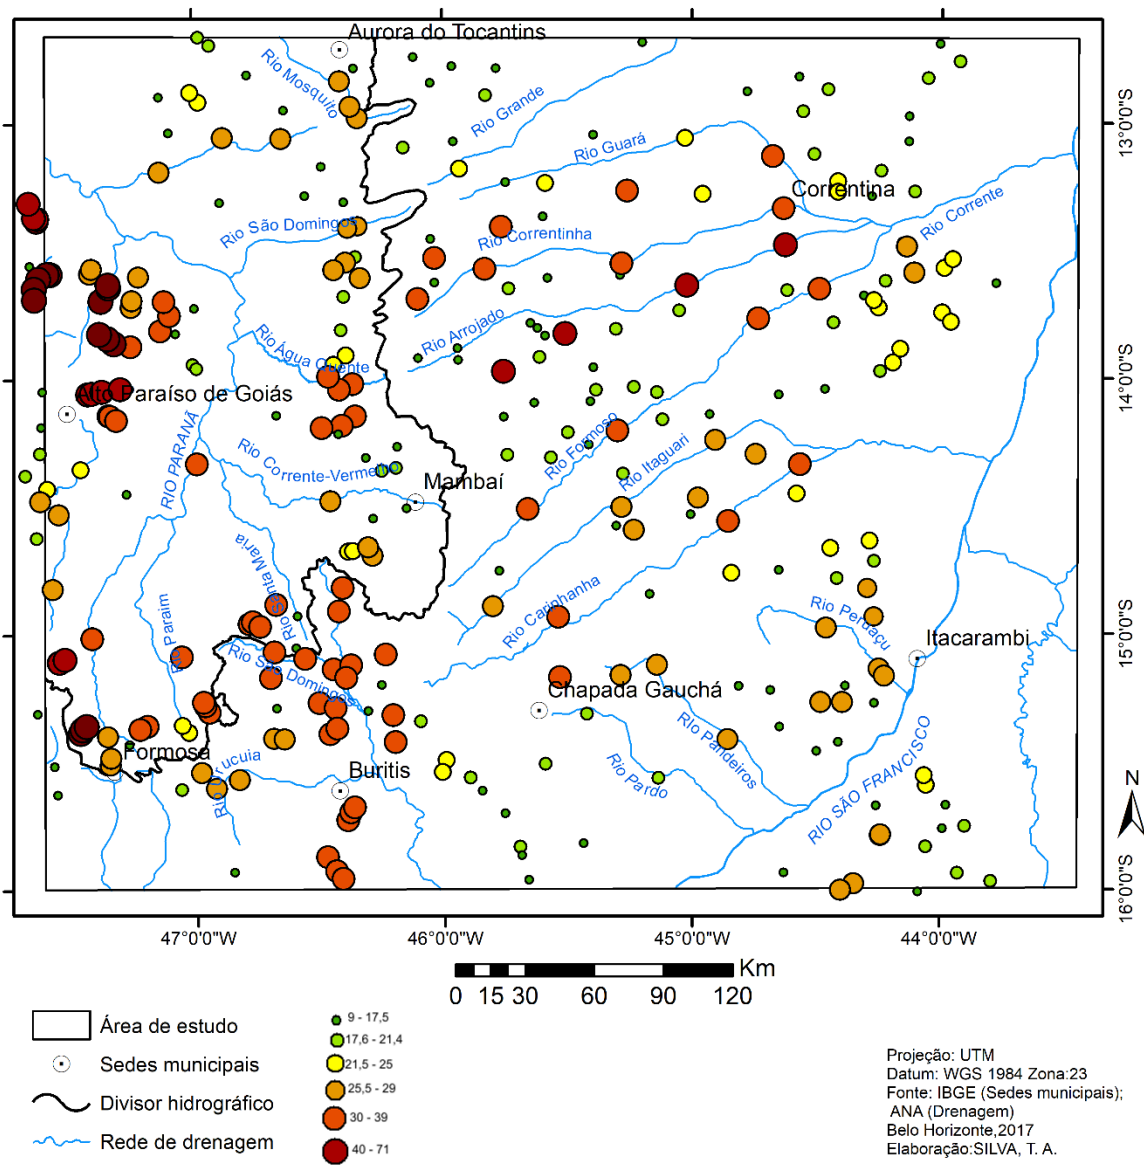 Aurora do Tocantins
Rio Mosquito
Rio Grande
13°0'0"S
Rio Guará
Correntina
Rio São Domingos
Rio Correntinha
Rio Corrente
Rio Arrojado
Rio Água Quente
14°0'0"S
Alto Paraíso de Goiás
RIO PARANÃ
Rio Formoso
Rio Itaguari
Rio Corrente-Vermelho
Mambaí
Rio Santa Maria
Rio Paraim
Rio Carinhanha
Rio Peruaçu
15°0'0"S
Itacarambi
Rio São Domingos
Chapada Gauchá
Rio Pandeiros
Formosa
Rio Urucuia
Buritis
Rio Pardo
RIO SÃO FRANCISCO
N
16°0'0"S
47°0'0"W
46°0'0"W
45°0'0"W
44°0'0"W
Km
0 15 30 60 90 120
Área de estudo
Sedes municipais
Divisor hidrográfico
Rede de drenagem
9 - 17,5
17,6 - 21,4
21,5 - 25
25,5 - 29
30 - 39
40 - 71
Projeção: UTM
Datum: WGS 1984 Zona:23
Fonte: IBGE (Sedes municipais);
ANA (Drenagem)
Belo Horizonte,2017
Elaboração:SILVA, T. A.